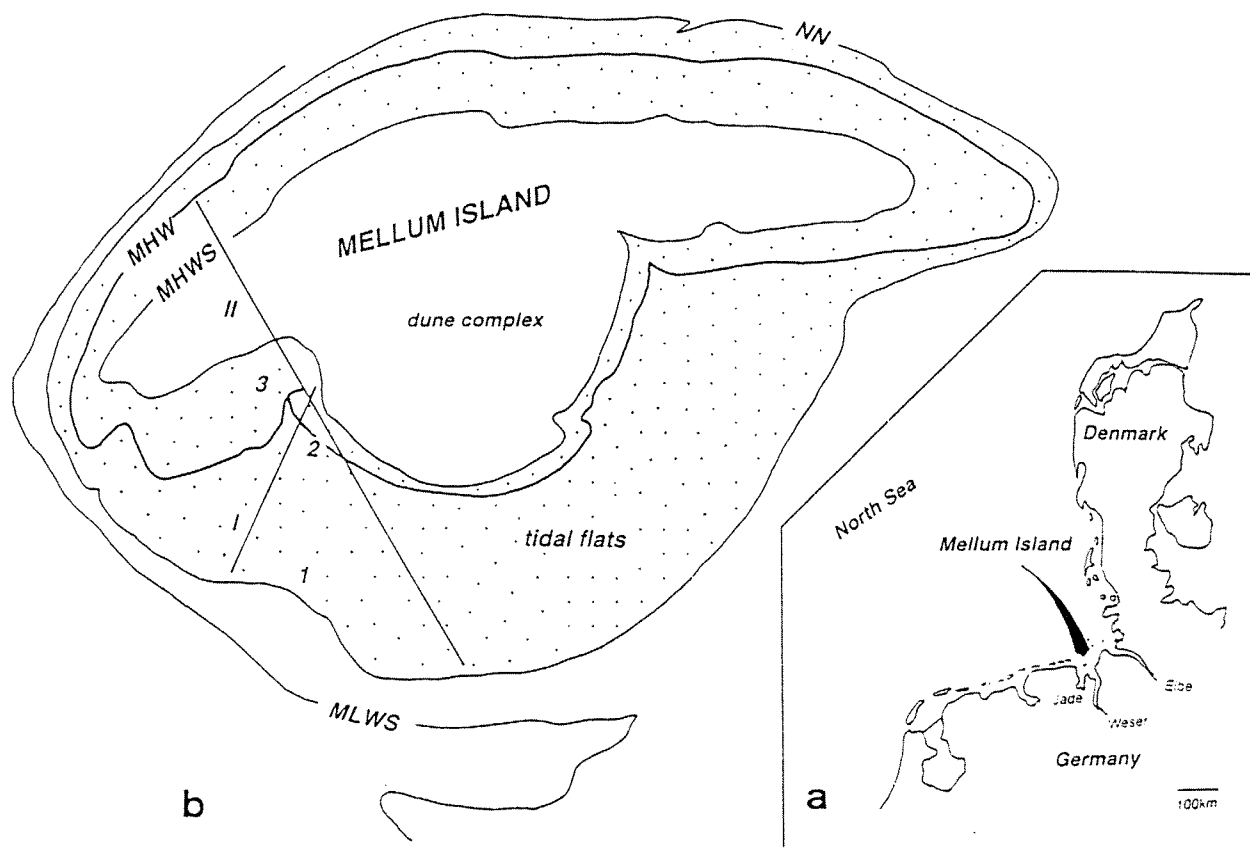 NN
MHW
MHWS
MELLUM ISLAND
II
dune complex
3
2
I
1
tidal flats
MLWS
b
Denmark
North Sea
Mellum Island
Elbe
Jade
Weser
Germany
a
100km